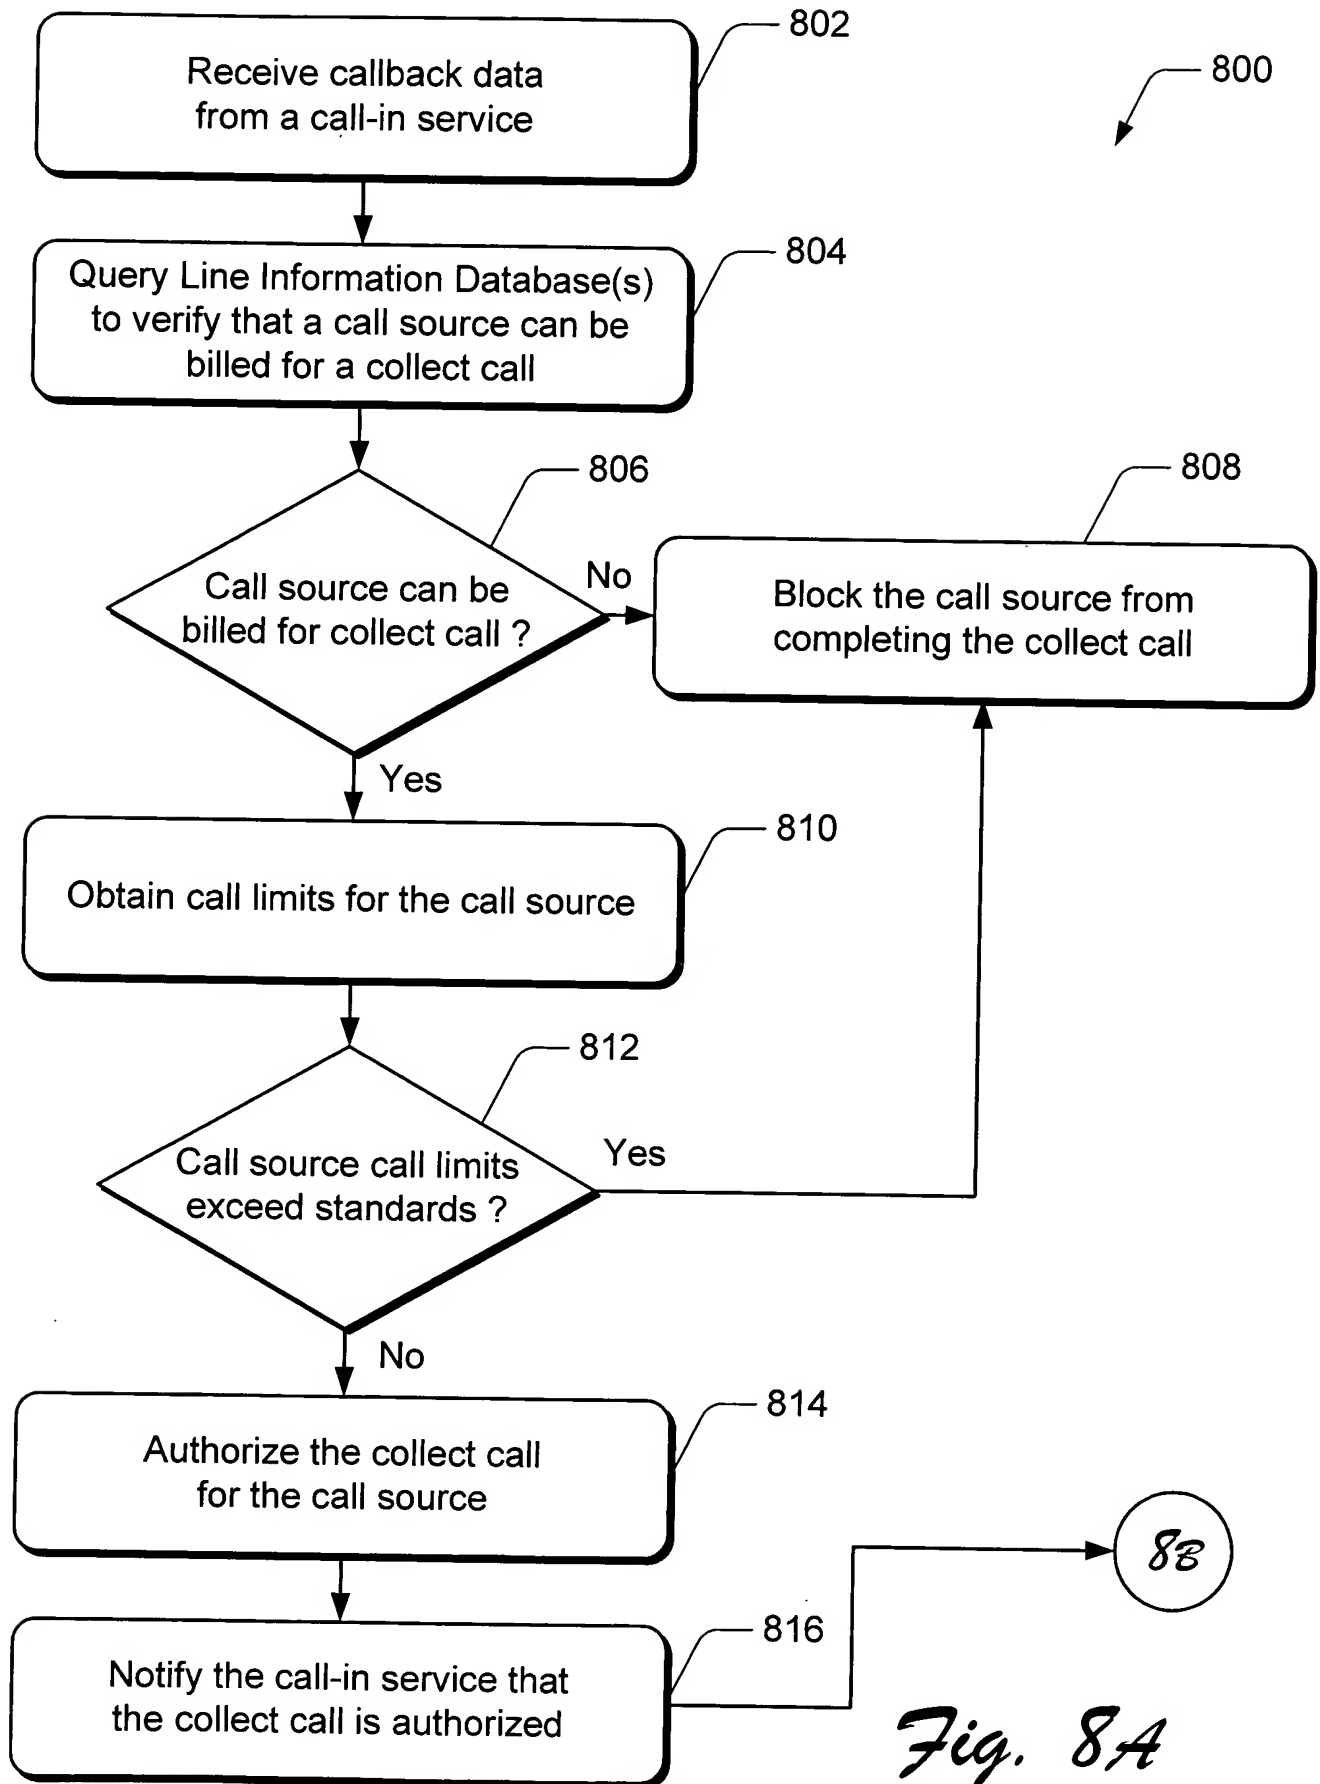 802
Receive callback data
from a call-in service
800
804
Query Line Information Database(s)
to verify that a call source can be
billed for a collect call
806
808
Call source can be
billed for collect call ?
No
Block the call source from
completing the collect call
Yes
810
Obtain call limits for the call source
812
Call source call limits
exceed standards ?
Yes
No
814
Authorize the collect call
for the call source
8B
816
Notify the call-in service that
the collect call is authorized
Fig. 8A